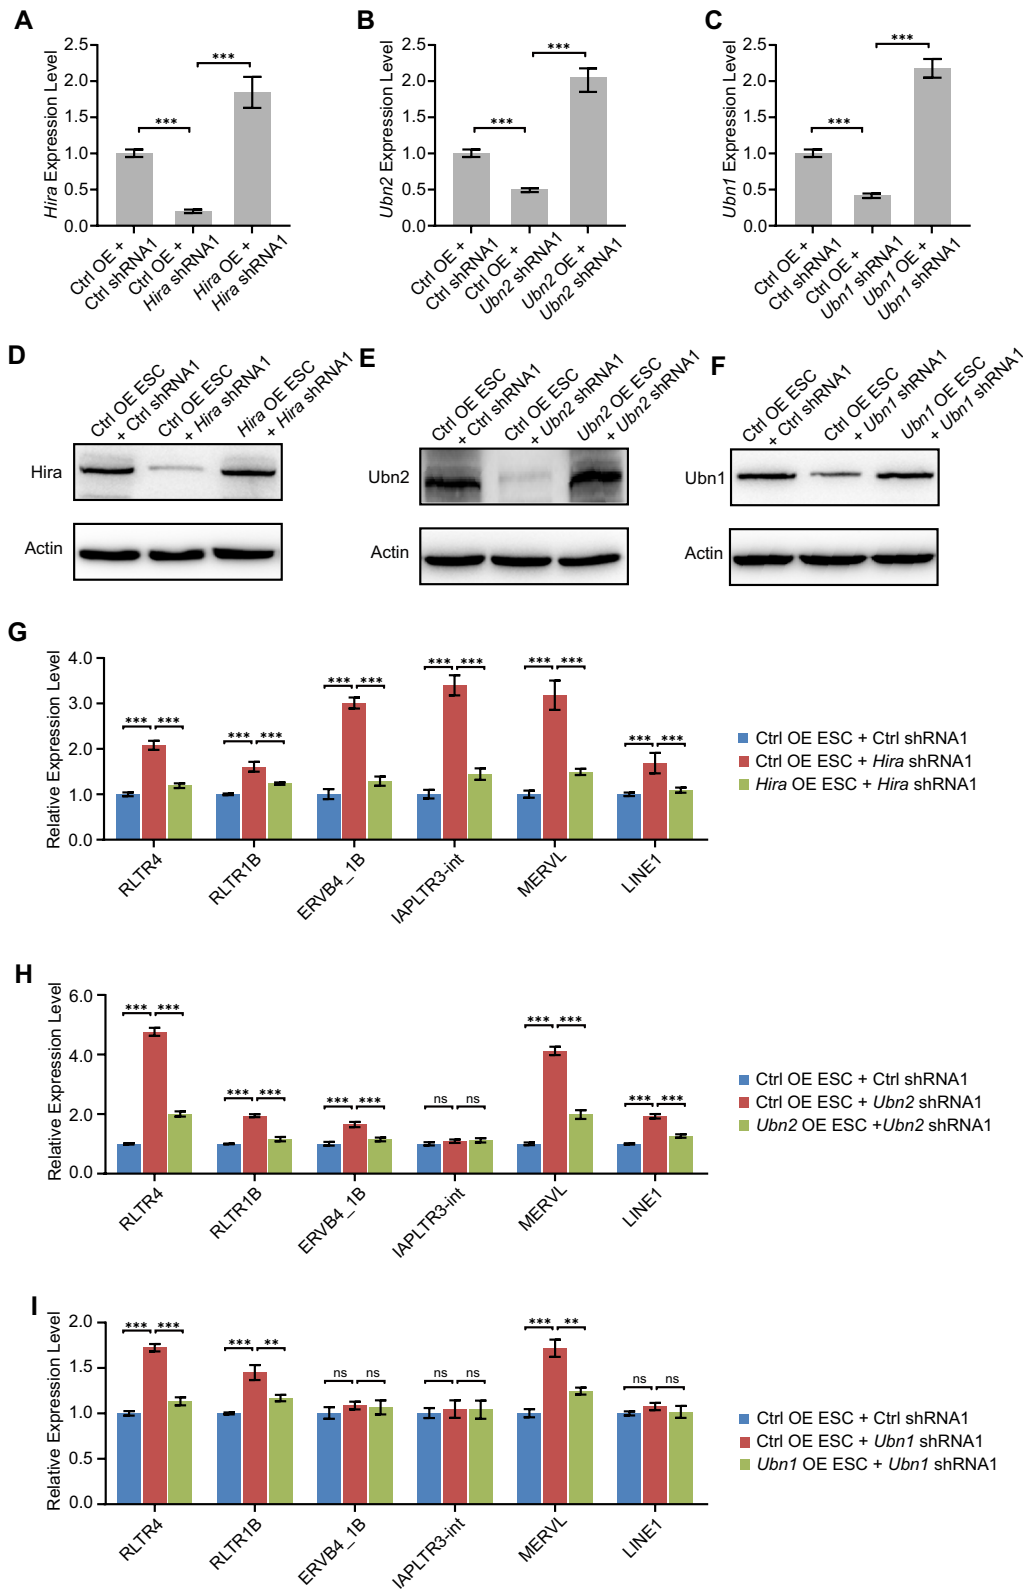 A
Hira Expression Level
2.5
2.0
1.5
1.0
0.5
0.0
***
***
Ctrl OE +
Ctrl shRNA1
Ctrl OE +
Hira shRNA1
Hira OE +
Hira shRNA1
B
Ubn2 Expression Level
2.5
2.0
1.5
1.0
0.5
0.0
***
***
Ctrl OE +
Ctrl shRNA1
Ctrl OE +
Ubn2 shRNA1
Ubn2 OE +
Ubn2 shRNA1
C
Ubn1 Expression Level
2.5
2.0
1.5
1.0
0.5
0.0
***
***
Ctrl OE +
Ctrl shRNA1
Ctrl OE +
Ubn1 shRNA1
Ubn1 OE +
Ubn1 shRNA1
D
Ctrl OE ESC
+ Ctrl shRNA1
Ctrl OE ESC
+ Hira shRNA1
Hira OE ESC
+ Hira shRNA1
Hira
Actin
E
Ctrl OE ESC
+ Ctrl shRNA1
Ctrl OE ESC
+ Ubn2 shRNA1
Ubn2 OE ESC
+ Ubn2 shRNA1
Ubn2
Actin
F
Ctrl OE ESC
+ Ctrl shRNA1
Ctrl OE ESC
+ Ubn1 shRNA1
Ubn1 OE ESC
+ Ubn1 shRNA1
Ubn1
Actin
G
Relative Expression Level
4.0
3.0
2.0
1.0
0.0
*** ***
*** ***
*** ***
*** ***
*** ***
*** ***
RLTR4
RLTR1B
ERVB4_1B
IAPLTR3-int
MERVL
LINE1
Ctrl OE ESC + Ctrl shRNA1
Ctrl OE ESC + Hira shRNA1
Hira OE ESC + Hira shRNA1
H
Relative Expression Level
6.0
4.0
2.0
0.0
*** ***
*** ***
*** ***
ns ns
*** ***
*** ***
RLTR4
RLTR1B
ERVB4_1B
IAPLTR3-int
MERVL
LINE1
Ctrl OE ESC + Ctrl shRNA1
Ctrl OE ESC + Ubn2 shRNA1
Ubn2 OE ESC +Ubn2 shRNA1
I
Relative Expression Level
2.0
1.5
1.0
0.5
0.0
*** ***
*** **
ns ns
ns ns
*** **
ns ns
RLTR4
RLTR1B
ERVB4_1B
IAPLTR3-int
MERVL
LINE1
Ctrl OE ESC + Ctrl shRNA1
Ctrl OE ESC + Ubn1 shRNA1
Ubn1 OE ESC + Ubn1 shRNA1